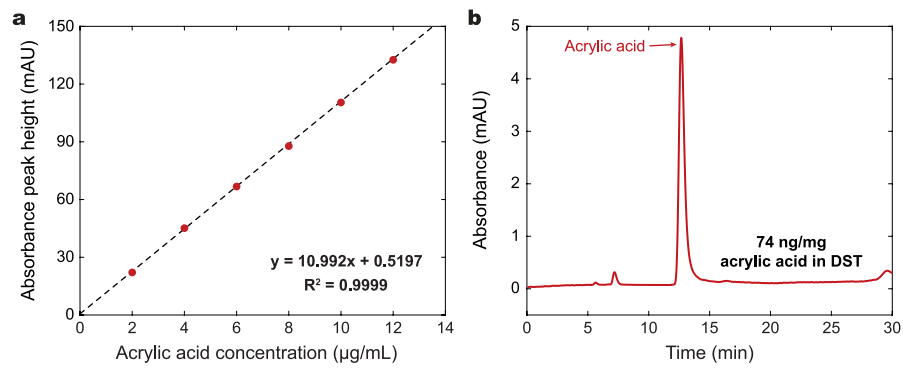 a
Absorbance peak height (mAU)
150
120
90
60
30
0
y = 10.992x + 0.5197
R² = 0.9999
0 2 4 6 8 10 12 14
Acrylic acid concentration (µg/mL)
b
Absorbance (mAU)
5
4
3
2
1
0
Acrylic acid
74 ng/mg
acrylic acid in DST
0 5 10 15 20 25 30
Time (min)